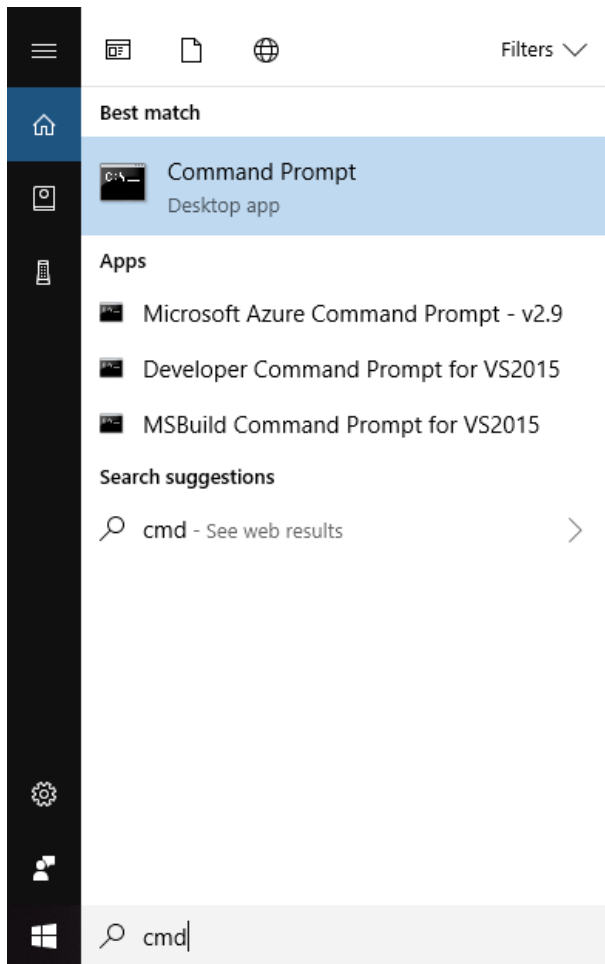 Filters
Best match
Command Prompt
Desktop app
Apps
Microsoft Azure Command Prompt - v2.9
Developer Command Prompt for VS2015
MSBuild Command Prompt for VS2015
Search suggestions
cmd - See web results
cmd